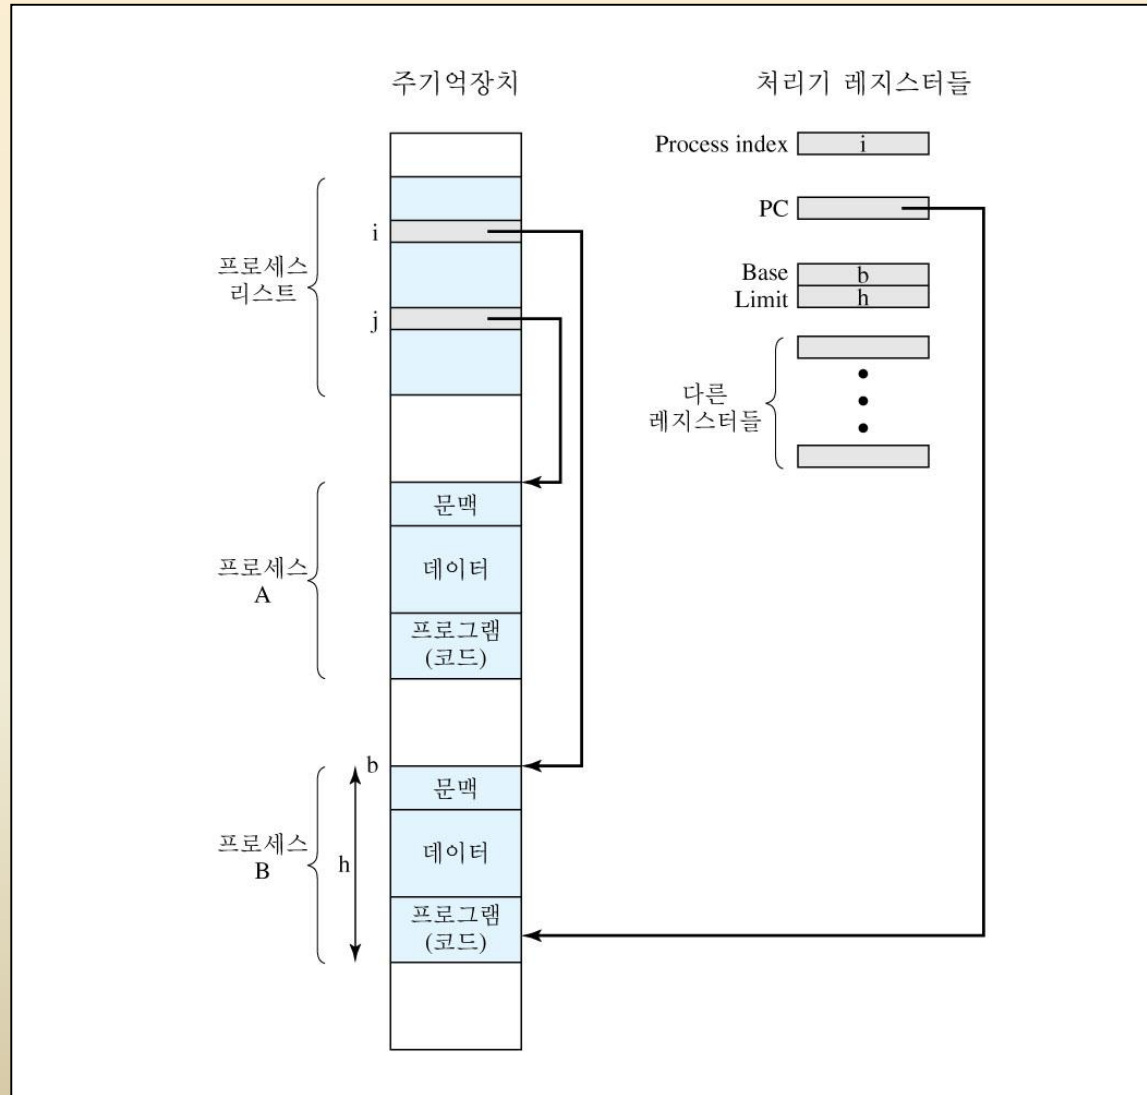 주기억장치
처리기 레지스터들
Process index
i
PC
Base
b
Limit
h
다른
레지스터들
프로세스
리스트
i
j
프로세스
A
문맥
데이터
프로그램
(코드)
프로세스
B
b
h
문맥
데이터
프로그램
(코드)